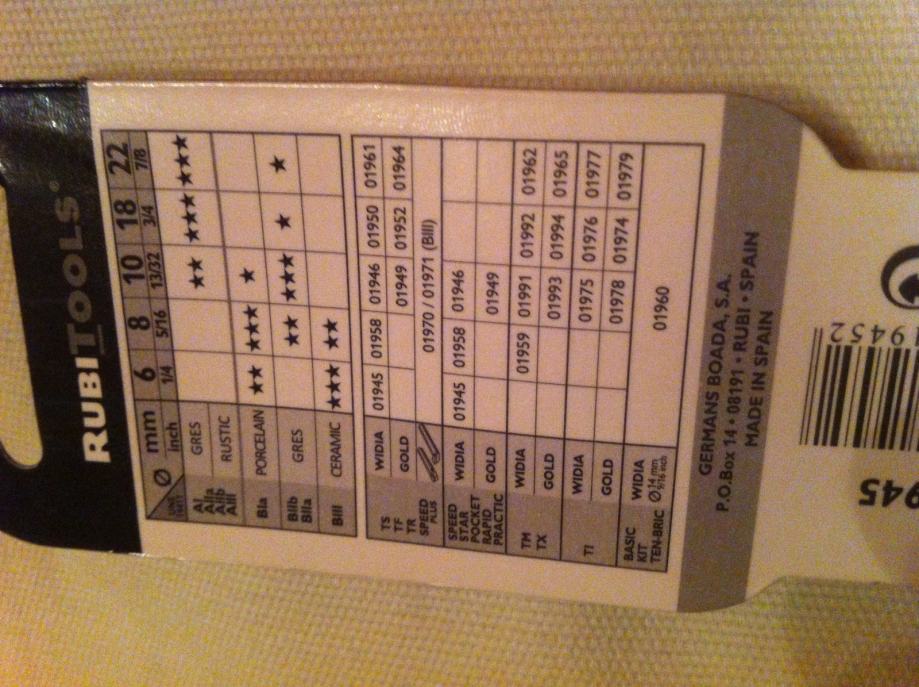 RUBI TOOLS®
Ø mm 6 8 10 18 22
inch 1/4 5/16 13/32 3/4 7/8
AI GRES ★★ ★★★ ★★★
AIIa
AIIb RUSTIC
AIII
BIa PORCELAIN ★★ ★★★ ★
BIIb GRES ★★ ★★★ ★ ★
BIIa
BIII CERAMIC ★★★ ★★
TS WIDIA 01945 01958 01946 01950 01961
TF
TR GOLD 01949 01952 01964
SPEED PLUS 01970 / 01971 (BIII)
SPEED WIDIA 01945 01958 01946
STAR
POCKET
RAPID GOLD 01949
PRACTIC
TM WIDIA 01959 01991 01992 01962
TX GOLD 01993 01994 01965
TI WIDIA 01975 01976 01977
GOLD 01978 01974 01979
BASIC WIDIA 01960
KIT Ø 14 mm
TEN-BRIC 9/16 inch
GERMANS BOADA, S.A.
P.O.Box 14 • 08191 • RUBI • SPAIN
MADE IN SPAIN
19452
945